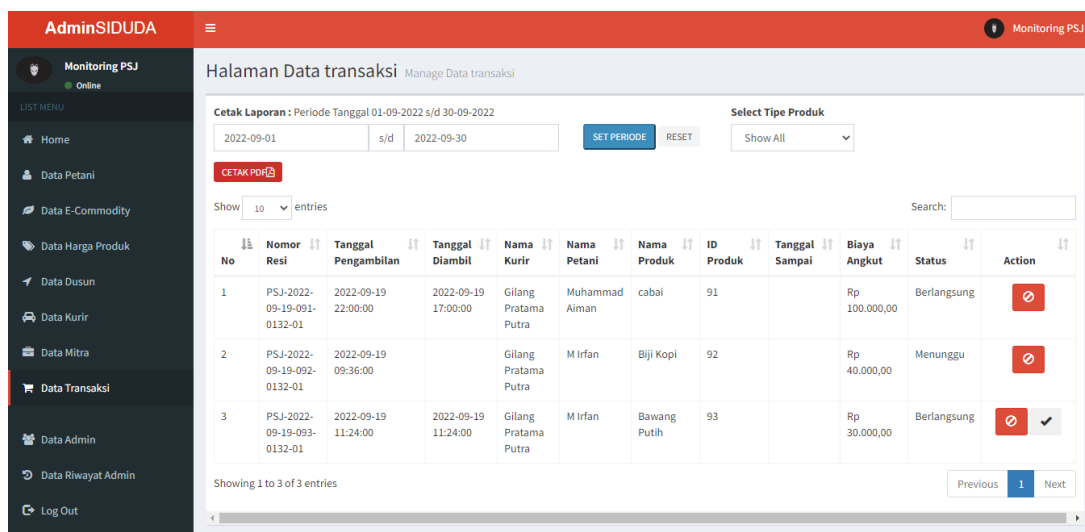 AdminSIDUDA
Monitoring PSJ
Monitoring PSJ
Online
LIST MENU
Home
Data Petani
Data E-Commodity
Data Harga Produk
Data Dusun
Data Kurir
Data Mitra
Data Transaksi
Data Admin
Data Riwayat Admin
Log Out
Halaman Data transaksi Manage Data transaksi
Cetak Laporan : Periode Tanggal 01-09-2022 s/d 30-09-2022
Select Tipe Produk
2022-09-01 s/d 2022-09-30 SET PERIODE RESET Show All
CETAK PDF
Show 10 entries Search:
No Nomor Resi Tanggal Pengambilan Tanggal Diambil Nama Kurir Nama Petani Nama Produk ID Produk Tanggal Sampai Biaya Angkut Status Action
1 PSJ-2022-09-19-091-0132-01 2022-09-19 22:00:00 2022-09-19 17:00:00 Gilang Pratama Putra Muhammad Aiman cabai 91 Rp 100.000,00 Berlangsung
2 PSJ-2022-09-19-092-0132-01 2022-09-19 09:36:00 Gilang Pratama Putra M Irfan Biji Kopi 92 Rp 40.000,00 Menunggu
3 PSJ-2022-09-19-093-0132-01 2022-09-19 11:24:00 2022-09-19 11:24:00 Gilang Pratama Putra M Irfan Bawang Putih 93 Rp 30.000,00 Berlangsung
Showing 1 to 3 of 3 entries
Previous 1 Next